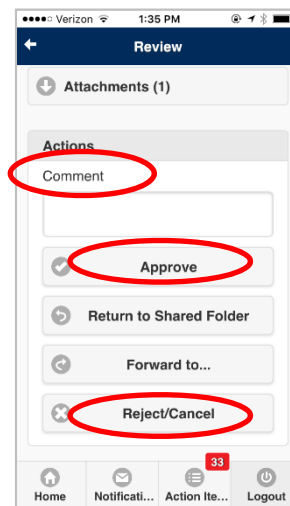 Verizon 1:35 PM
Review
Attachments (1)
Actions
Comment
Approve
Return to Shared Folder
Forward to...
Reject/Cancel
33
Home Notificati... Action Ite... Logout